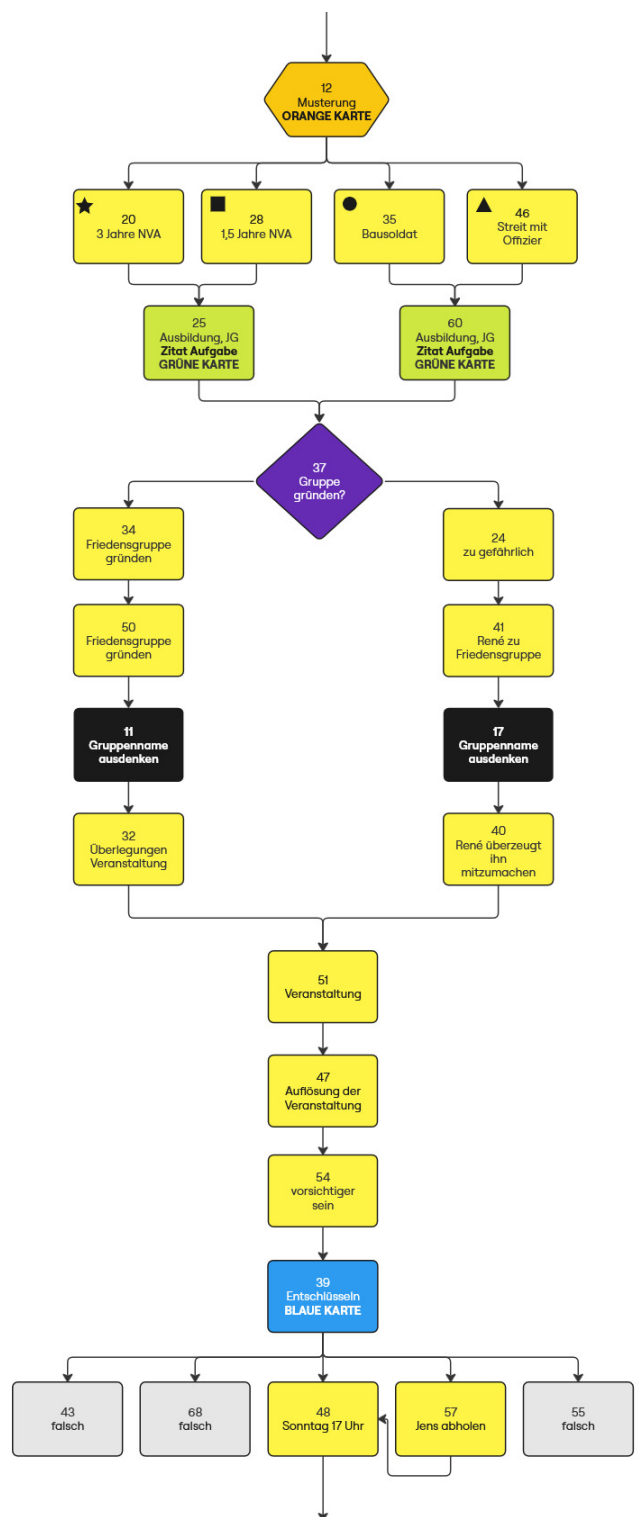 12
Musterung
ORANGE KARTE
20
3 Jahre NVA
28
1,5 Jahre NVA
35
Bausoldat
46
Streit mit
Offizier
25
Ausbildung, JG
Zitat Aufgabe
GRÜNE KARTE
60
Ausbildung, JG
Zitat Aufgabe
GRÜNE KARTE
37
Gruppe
gründen?
34
Friedensgruppe
gründen
24
zu gefährlich
50
Friedensgruppe
gründen
41
René zu
Friedensgruppe
11
Gruppenname
ausdenken
17
Gruppenname
ausdenken
32
Überlegungen
Veranstaltung
40
René überzeugt
ihn
mitzumachen
51
Veranstaltung
47
Auflösung der
Veranstaltung
54
vorsichtiger
sein
39
Entschlüsseln
BLAUE KARTE
43
falsch
68
falsch
48
Sonntag 17 Uhr
57
Jens abholen
55
falsch